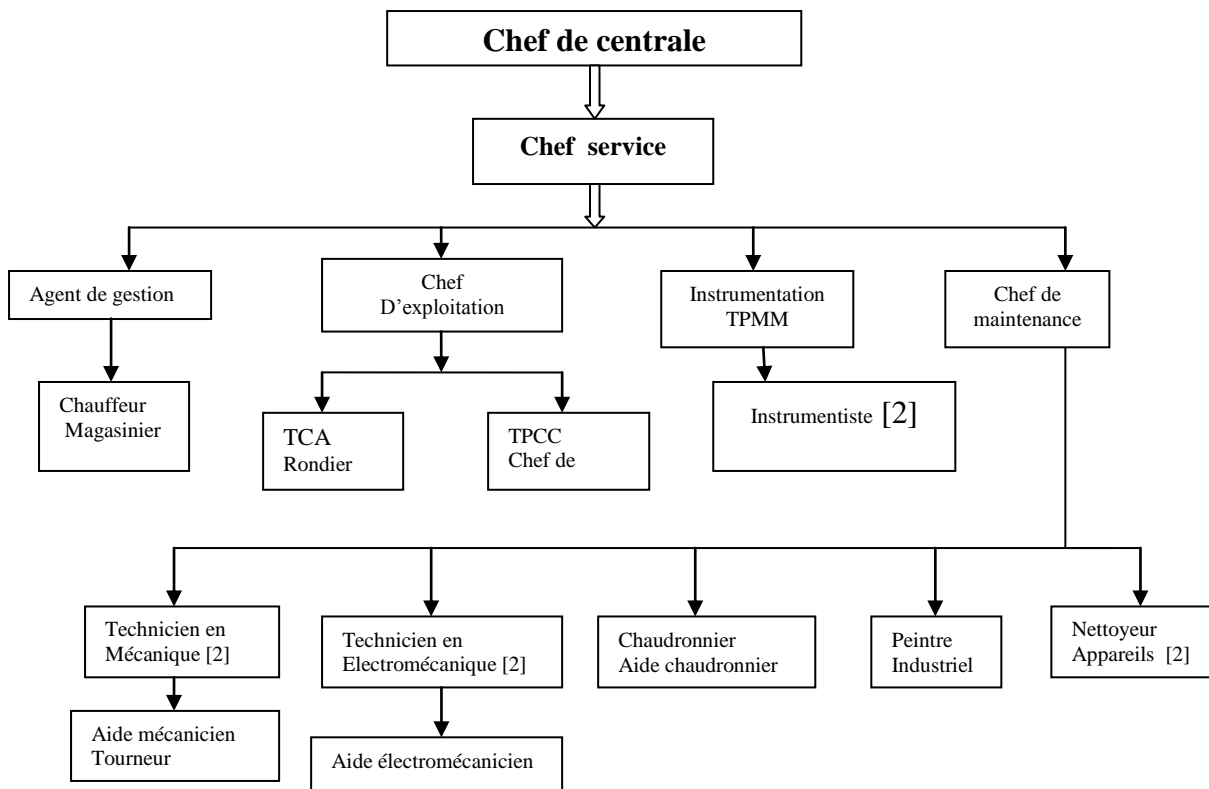 Chef de centrale
Chef service
Agent de gestion
Chef
D'exploitation
Instrumentation
TPMM
Chef de
maintenance
Chauffeur
Magasinier
TCA
Rondier
TPCC
Chef de
Instrumentiste [2]
Technicien en
Mécanique [2]
Technicien en
Electromécanique [2]
Chaudronnier
Aide chaudronnier
Peintre
Industriel
Nettoyeur
Appareils [2]
Aide mécanicien
Tourneur
Aide électromécanicien